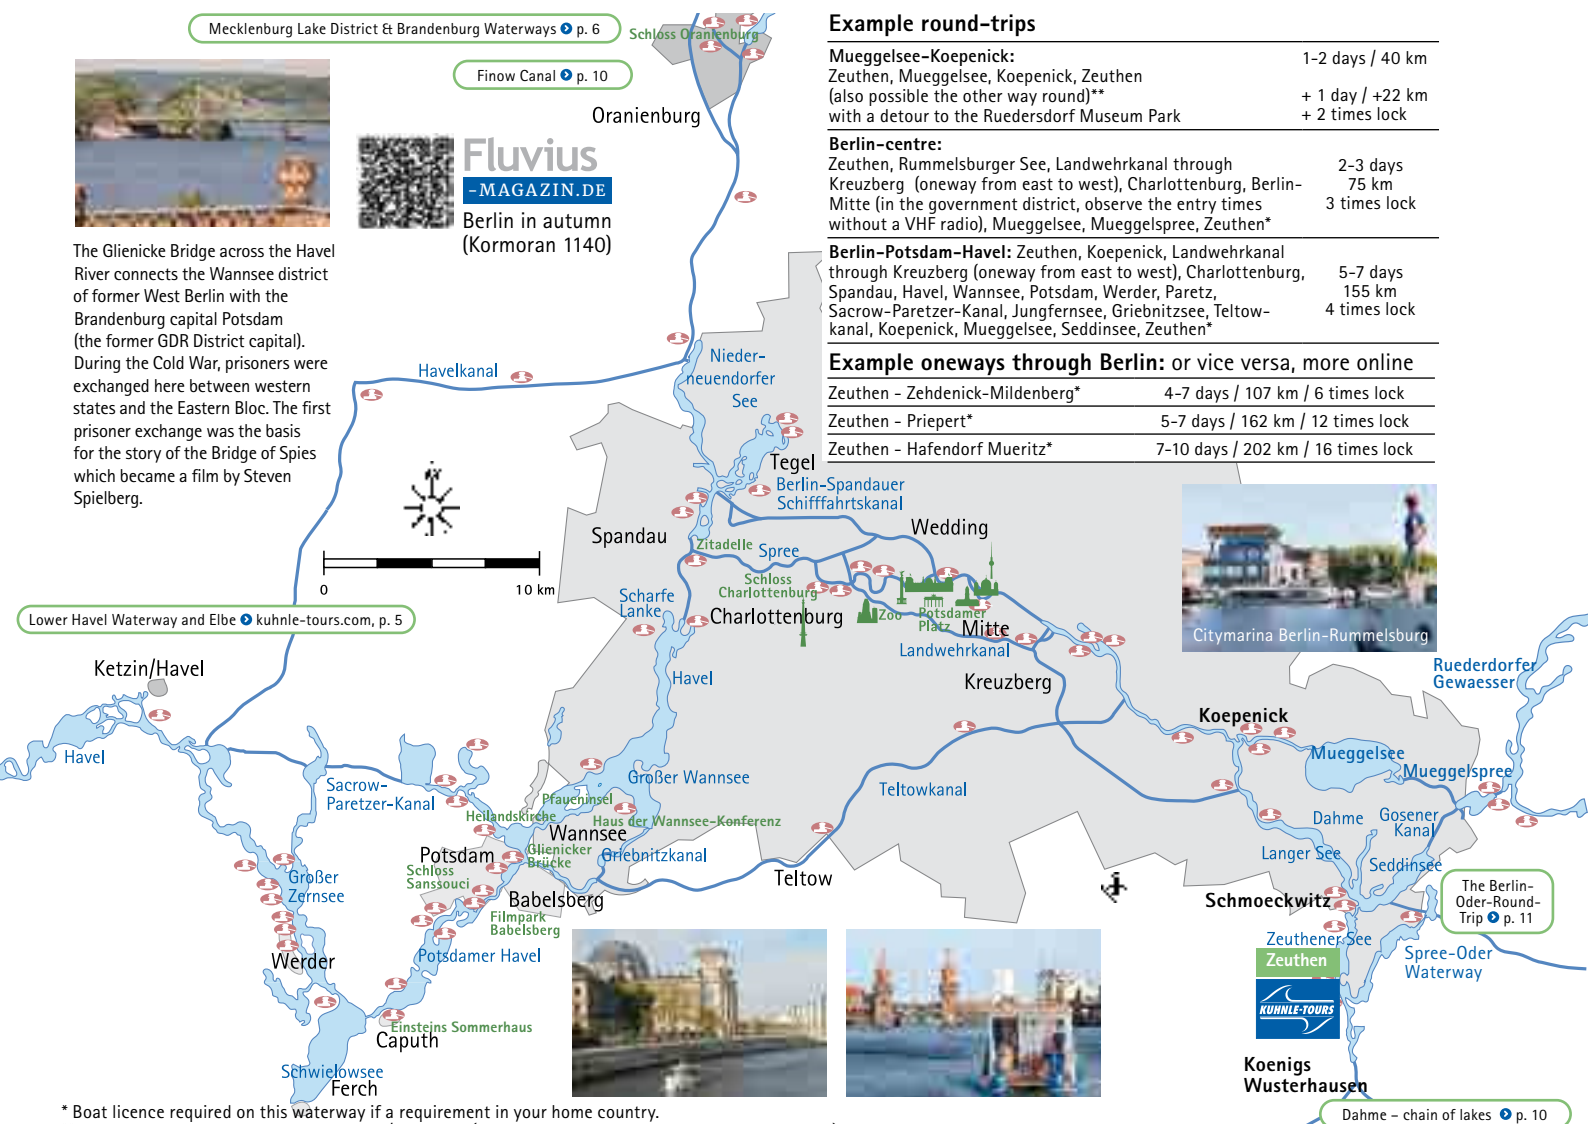 Mecklenburg Lake District & Brandenburg Waterways p. 6
Finow Canal p. 10
Schloss Oranienburg
Oranienburg
Fluvius
-MAGAZIN.DE
Berlin in autumn
(Kormoran 1140)
The Glienicke Bridge across the Havel
River connects the Wannsee district
of former West Berlin with the
Brandenburg capital Potsdam
(the former GDR District capital).
During the Cold War, prisoners were
exchanged here between western
states and the Eastern Bloc. The first
prisoner exchange was the basis
for the story of the Bridge of Spies
which became a film by Steven
Spielberg.
Example round-trips
Mueggelsee-Koepenick:
1-2 days / 40 km
Zeuthen, Mueggelsee, Koepenick, Zeuthen
(also possible the other way round)**
+ 1 day / +22 km
with a detour to the Ruedersdorf Museum Park
+ 2 times lock
Berlin-centre:
Zeuthen, Rummelsburger See, Landwehrkanal through
2-3 days
Kreuzberg (oneway from east to west), Charlottenburg, Berlin-
75 km
Mitte (in the government district, observe the entry times
3 times lock
without a VHF radio), Mueggelsee, Mueggelspree, Zeuthen*
Berlin-Potsdam-Havel: Zeuthen, Koepenick, Landwehrkanal
through Kreuzberg (oneway from east to west), Charlottenburg,
5-7 days
Spandau, Havel, Wannsee, Potsdam, Werder, Paretz,
155 km
Sacrow-Paretzer-Kanal, Jungfernsee, Griebnitzsee, Teltow-
4 times lock
kanal, Koepenick, Mueggelsee, Seddinsee, Zeuthen*
Example oneways through Berlin: or vice versa, more online
Zeuthen - Zehdenick-Mildenberg* 4-7 days / 107 km / 6 times lock
Zeuthen - Priepert* 5-7 days / 162 km / 12 times lock
Zeuthen - Hafendorf Mueritz* 7-10 days / 202 km / 16 times lock
Havelkanal
Nieder-
neuendorfer
See
Tegel
Berlin-Spandauer
Schifffahrtskanal
Wedding
Spandau
Zitadelle
Spree
N
0 10 km
Schloss
Charlottenburg
Scharfe
Lanke
Charlottenburg
Zoo
Potsdamer
Platz
Mitte
Landwehrkanal
Kreuzberg
Citymarina Berlin-Rummelsburg
Lower Havel Waterway and Elbe kuhnle-tours.com, p. 5
Ketzin/Havel
Havel
Havel
Ruederdorfer
Gewaesser
Koepenick
Mueggelsee
Mueggelspree
Sacrow-
Paretzer-Kanal
Großer Wannsee
Pfaueninsel
Heilandskirche
Haus der Wannsee-Konferenz
Wannsee
Teltowkanal
Dahme
Gosener
Kanal
Langer See
Seddinsee
Potsdam
Glienicker
Brücke
Griebnitzkanal
Schloss
Sanssouci
Teltow
Babelsberg
Filmpark
Babelsberg
Großer
Zernsee
Schmoeckwitz
The Berlin-
Oder-Round-
Trip p. 11
Zeuthener See
Spree-Oder
Waterway
Zeuthen
KUHNLE-TOURS
Werder
Potsdamer Havel
Einsteins Sommerhaus
Caputh
Schwielowsee
Ferch
Koenigs
Wusterhausen
Dahme – chain of lakes p. 10
* Boat licence required on this waterway if a requirement in your home country.